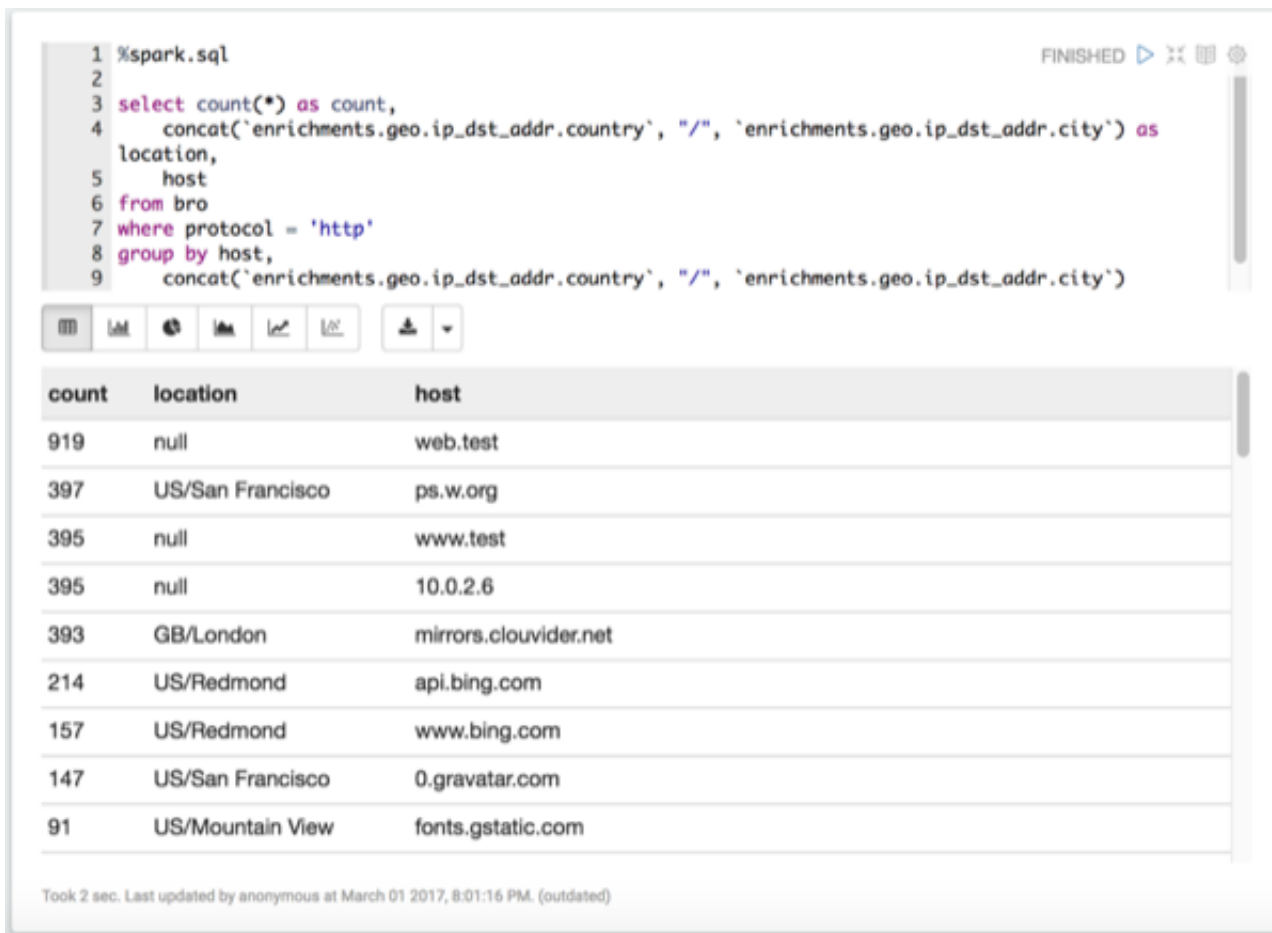 1 %spark.sql
FINISHED
2
3 select count(*) as count,
4 concat(`enrichments.geo.ip_dst_addr.country`, "/", `enrichments.geo.ip_dst_addr.city`) as
location,
5 host
6 from bro
7 where protocol = 'http'
8 group by host,
9 concat(`enrichments.geo.ip_dst_addr.country`, "/", `enrichments.geo.ip_dst_addr.city`)
count location host
919 null web.test
397 US/San Francisco ps.w.org
395 null www.test
395 null 10.0.2.6
393 GB/London mirrors.clouvider.net
214 US/Redmond api.bing.com
157 US/Redmond www.bing.com
147 US/San Francisco 0.gravatar.com
91 US/Mountain View fonts.gstatic.com
Took 2 sec. Last updated by anonymous at March 01 2017, 8:01:16 PM. (outdated)